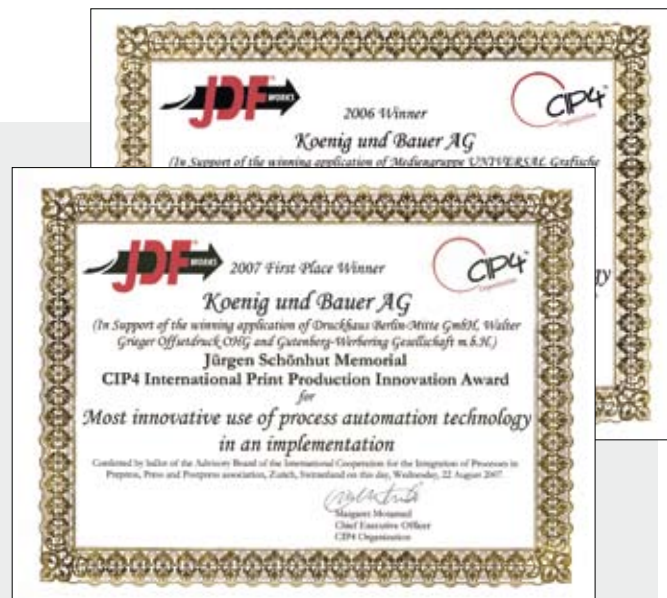 JDF WORKS
2006 Winner
CIP4 Organization
Koenig und Bauer AG
(In Support of the winning application of Mediengruppe UNIVERSAL Grafische
JDF WORKS
2007 First Place Winner
CIP4 Organization
Koenig und Bauer AG
(In Support of the winning application of Druckhaus Berlin-Mitte GmbH, Walter
Grieger Offsetdruck OHG and Gutenberg-Werbering Gesellschaft m.b.H.)
Jürgen Schönhut Memorial
CIP4 International Print Production Innovation Award
for
Most innovative use of process automation technology
in an implementation
Conferred by ballot of the Advisory Board of the International Cooperation for the Integration of Processes in
Prepress, Press and Postpress association, Zurich, Switzerland on this day, Wednesday, 22 August 2007.
Margaret Motamed
Chief Executive Officer
CIP4 Organization